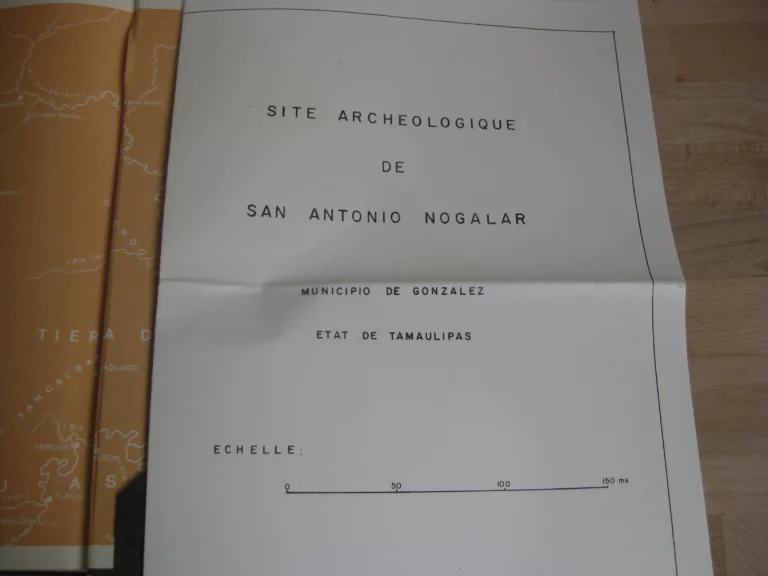 SITE ARCHEOLOGIQUE
DE
SAN ANTONIO NOGALAR
MUNICIPIO DE GONZALEZ
ETAT DE TAMAULIPAS
ECHELLE:
0 50 100 150 ms
TIERA D
TANCALBA